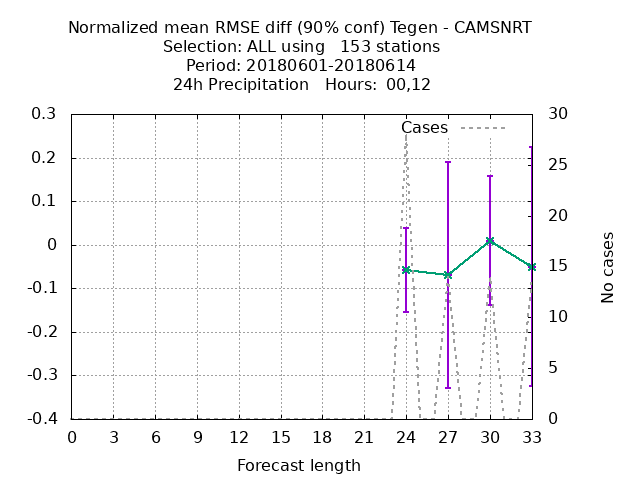 Normalized mean RMSE diff (90% conf) Tegen - CAMSNRT
Selection: ALL using   153 stations
Period: 20180601-20180614
24h Precipitation   Hours:  00,12
Cases
0.3
0.2
0.1
0
-0.1
-0.2
-0.3
-0.4
30
25
20
15
10
5
0
No cases
0 3 6 9 12 15 18 21 24 27 30 33
Forecast length